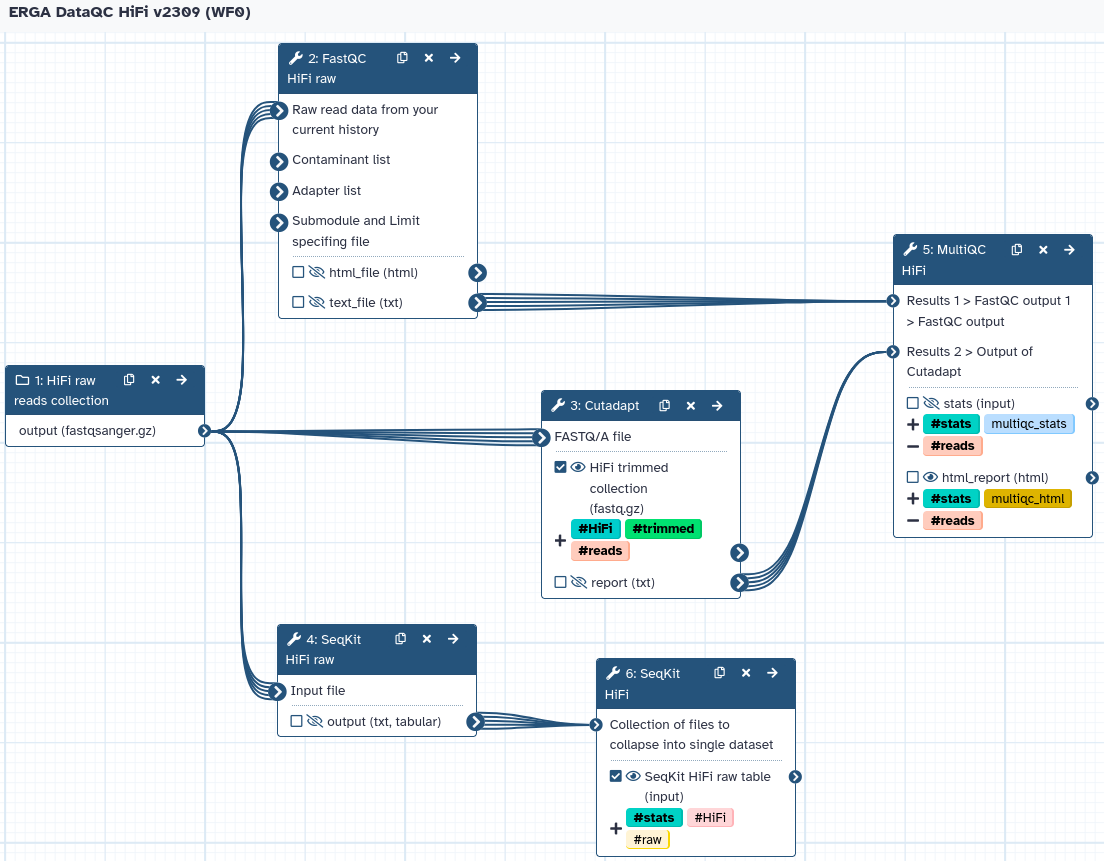 ERGA DataQC HiFi v2309 (WF0)
2: FastQC
HiFi raw
Raw read data from your
current history
Contaminant list
Adapter list
Submodule and Limit
specifing file
html_file (html)
text_file (txt)
1: HiFi raw
reads collection
output (fastqsanger.gz)
3: Cutadapt
FASTQ/A file
HiFi trimmed
collection
(fastq.gz)
#HiFi #trimmed
#reads
report (txt)
4: SeqKit
HiFi raw
Input file
output (txt, tabular)
5: MultiQC
HiFi
Results 1 > FastQC output 1
> FastQC output
Results 2 > Output of
Cutadapt
stats (input)
#stats multiqc_stats
#reads
html_report (html)
#stats multiqc_html
#reads
6: SeqKit
HiFi
Collection of files to
collapse into single dataset
SeqKit HiFi raw table
(input)
#stats #HiFi
#raw